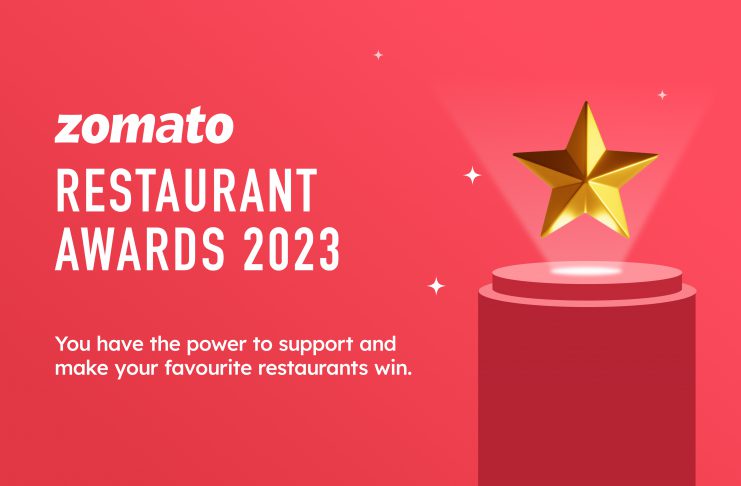 zomato
RESTAURANT
AWARDS 2023
You have the power to support and
make your favourite restaurants win.